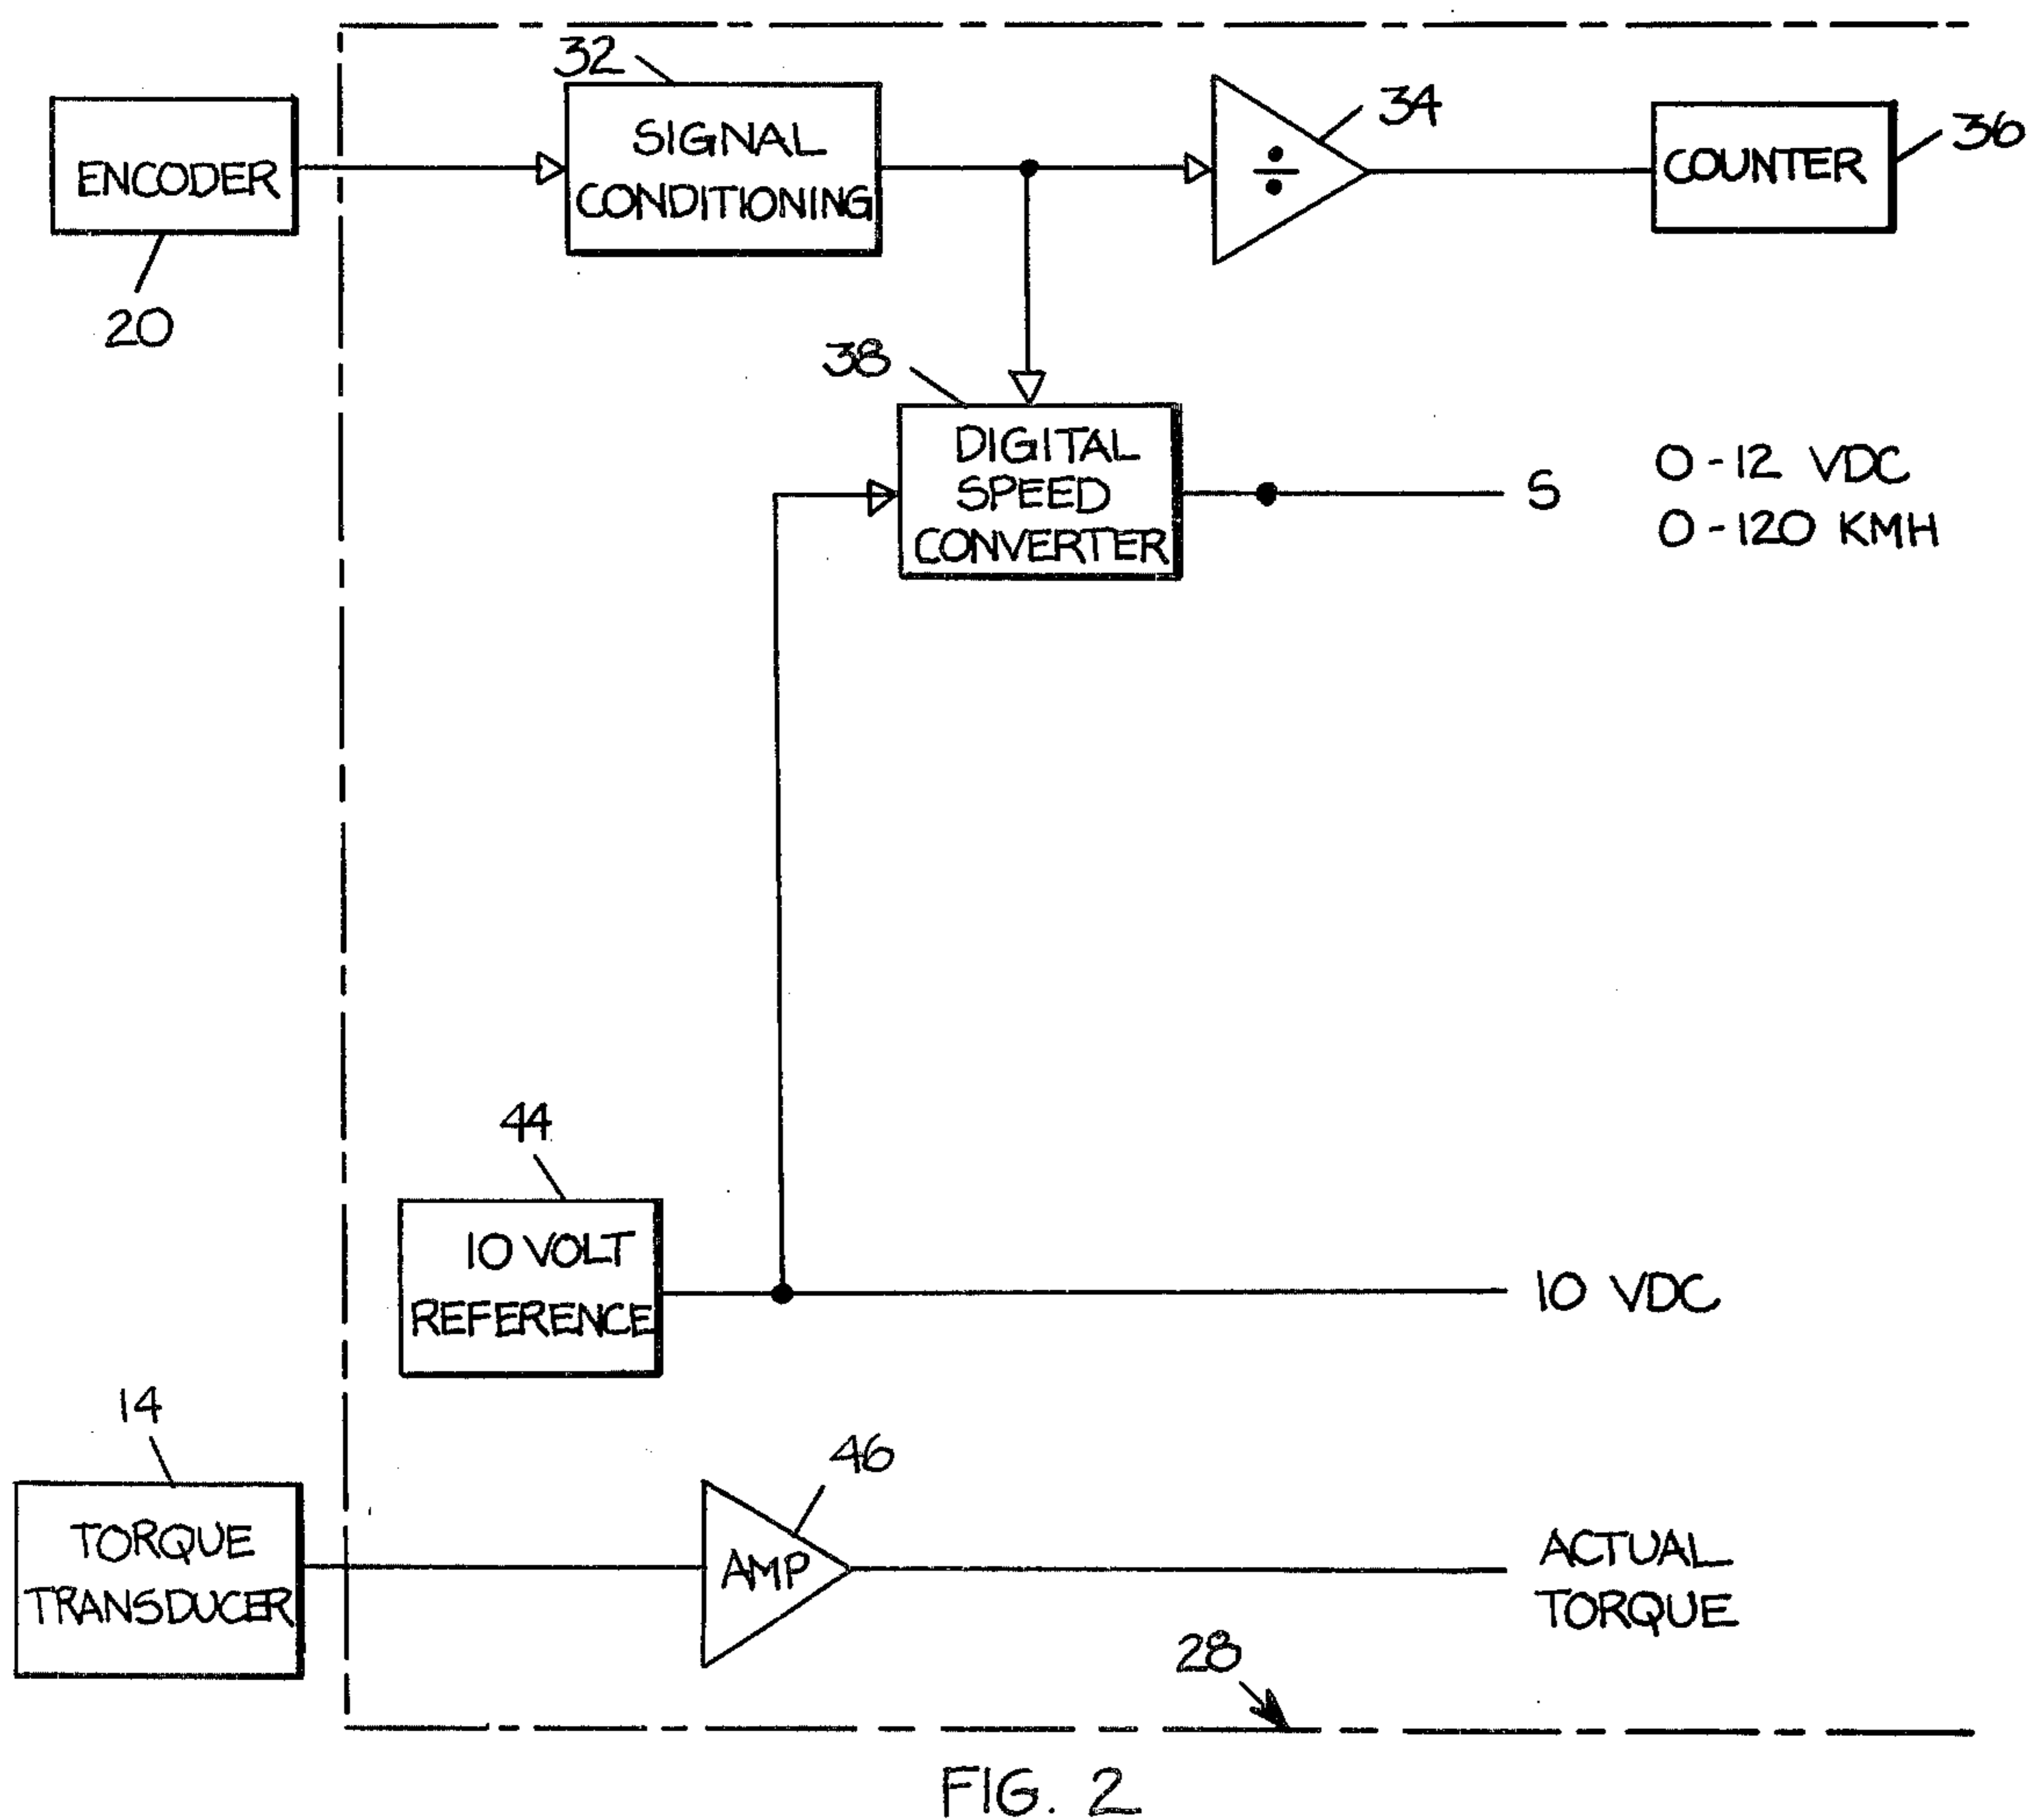 32
SIGNAL
CONDITIONING
34
÷
COUNTER
36
ENCODER
20
38
DIGITAL
SPEED
CONVERTER
S
0-12 VDC
0-120 KMH
44
10 VOLT
REFERENCE
10 VDC
14
TORQUE
TRANSDUCER
46
AMP
ACTUAL
TORQUE
28
FIG. 2